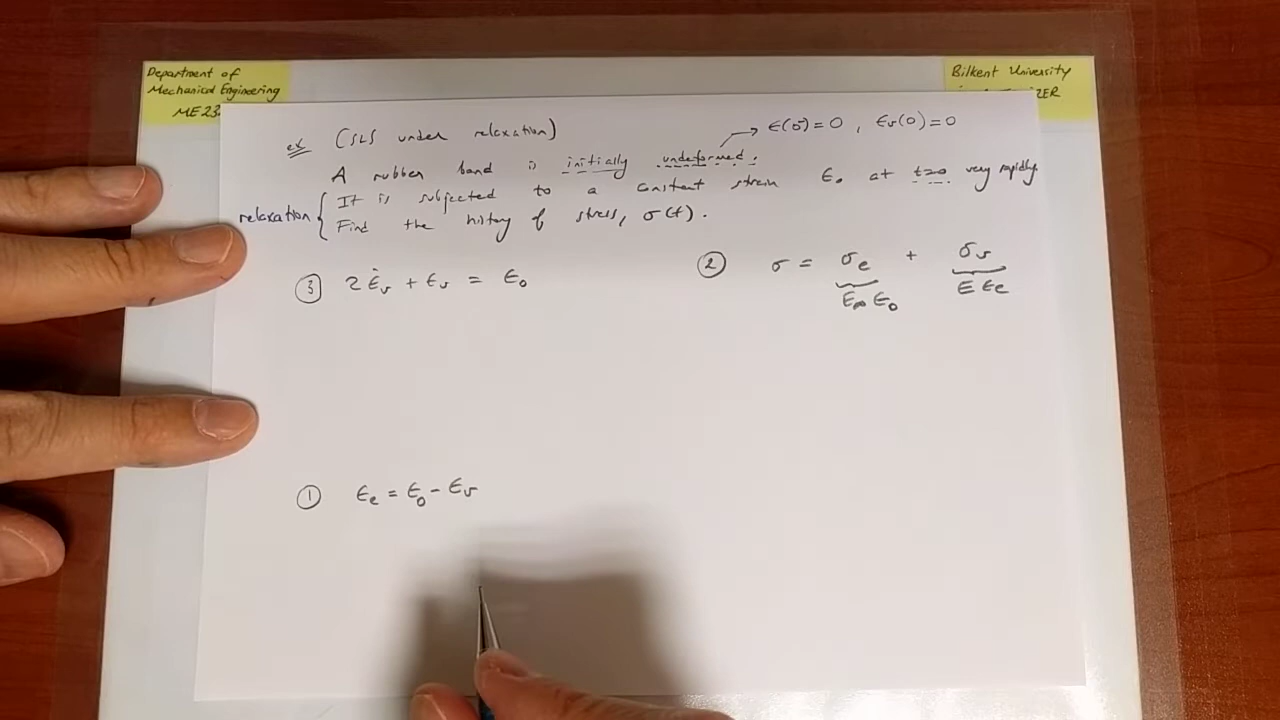 Department of
Mechanical Engineering
ME23
Bilkent University
ZER
ex (SLS under relaxation)
→ ϵ(0⁻)=0 , ϵv(0)=0
A rubber band is initially undeformed.
It is subjected to a constant strain ϵ₀ at t=0 very rapidly
relaxation { Find the history of stress, σ(t).
③ τϵ̇v + ϵv = ϵ₀
② σ = σe + σv
E∞ϵ₀ Eϵe
① ϵe = ϵ₀ - ϵv